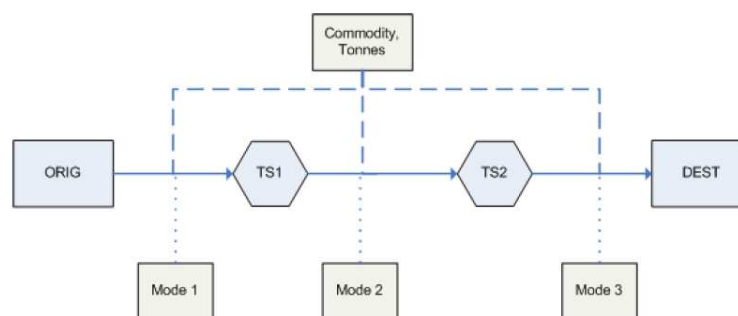 Commodity,
Tonnes
ORIG
TS1
TS2
DEST
Mode 1
Mode 2
Mode 3